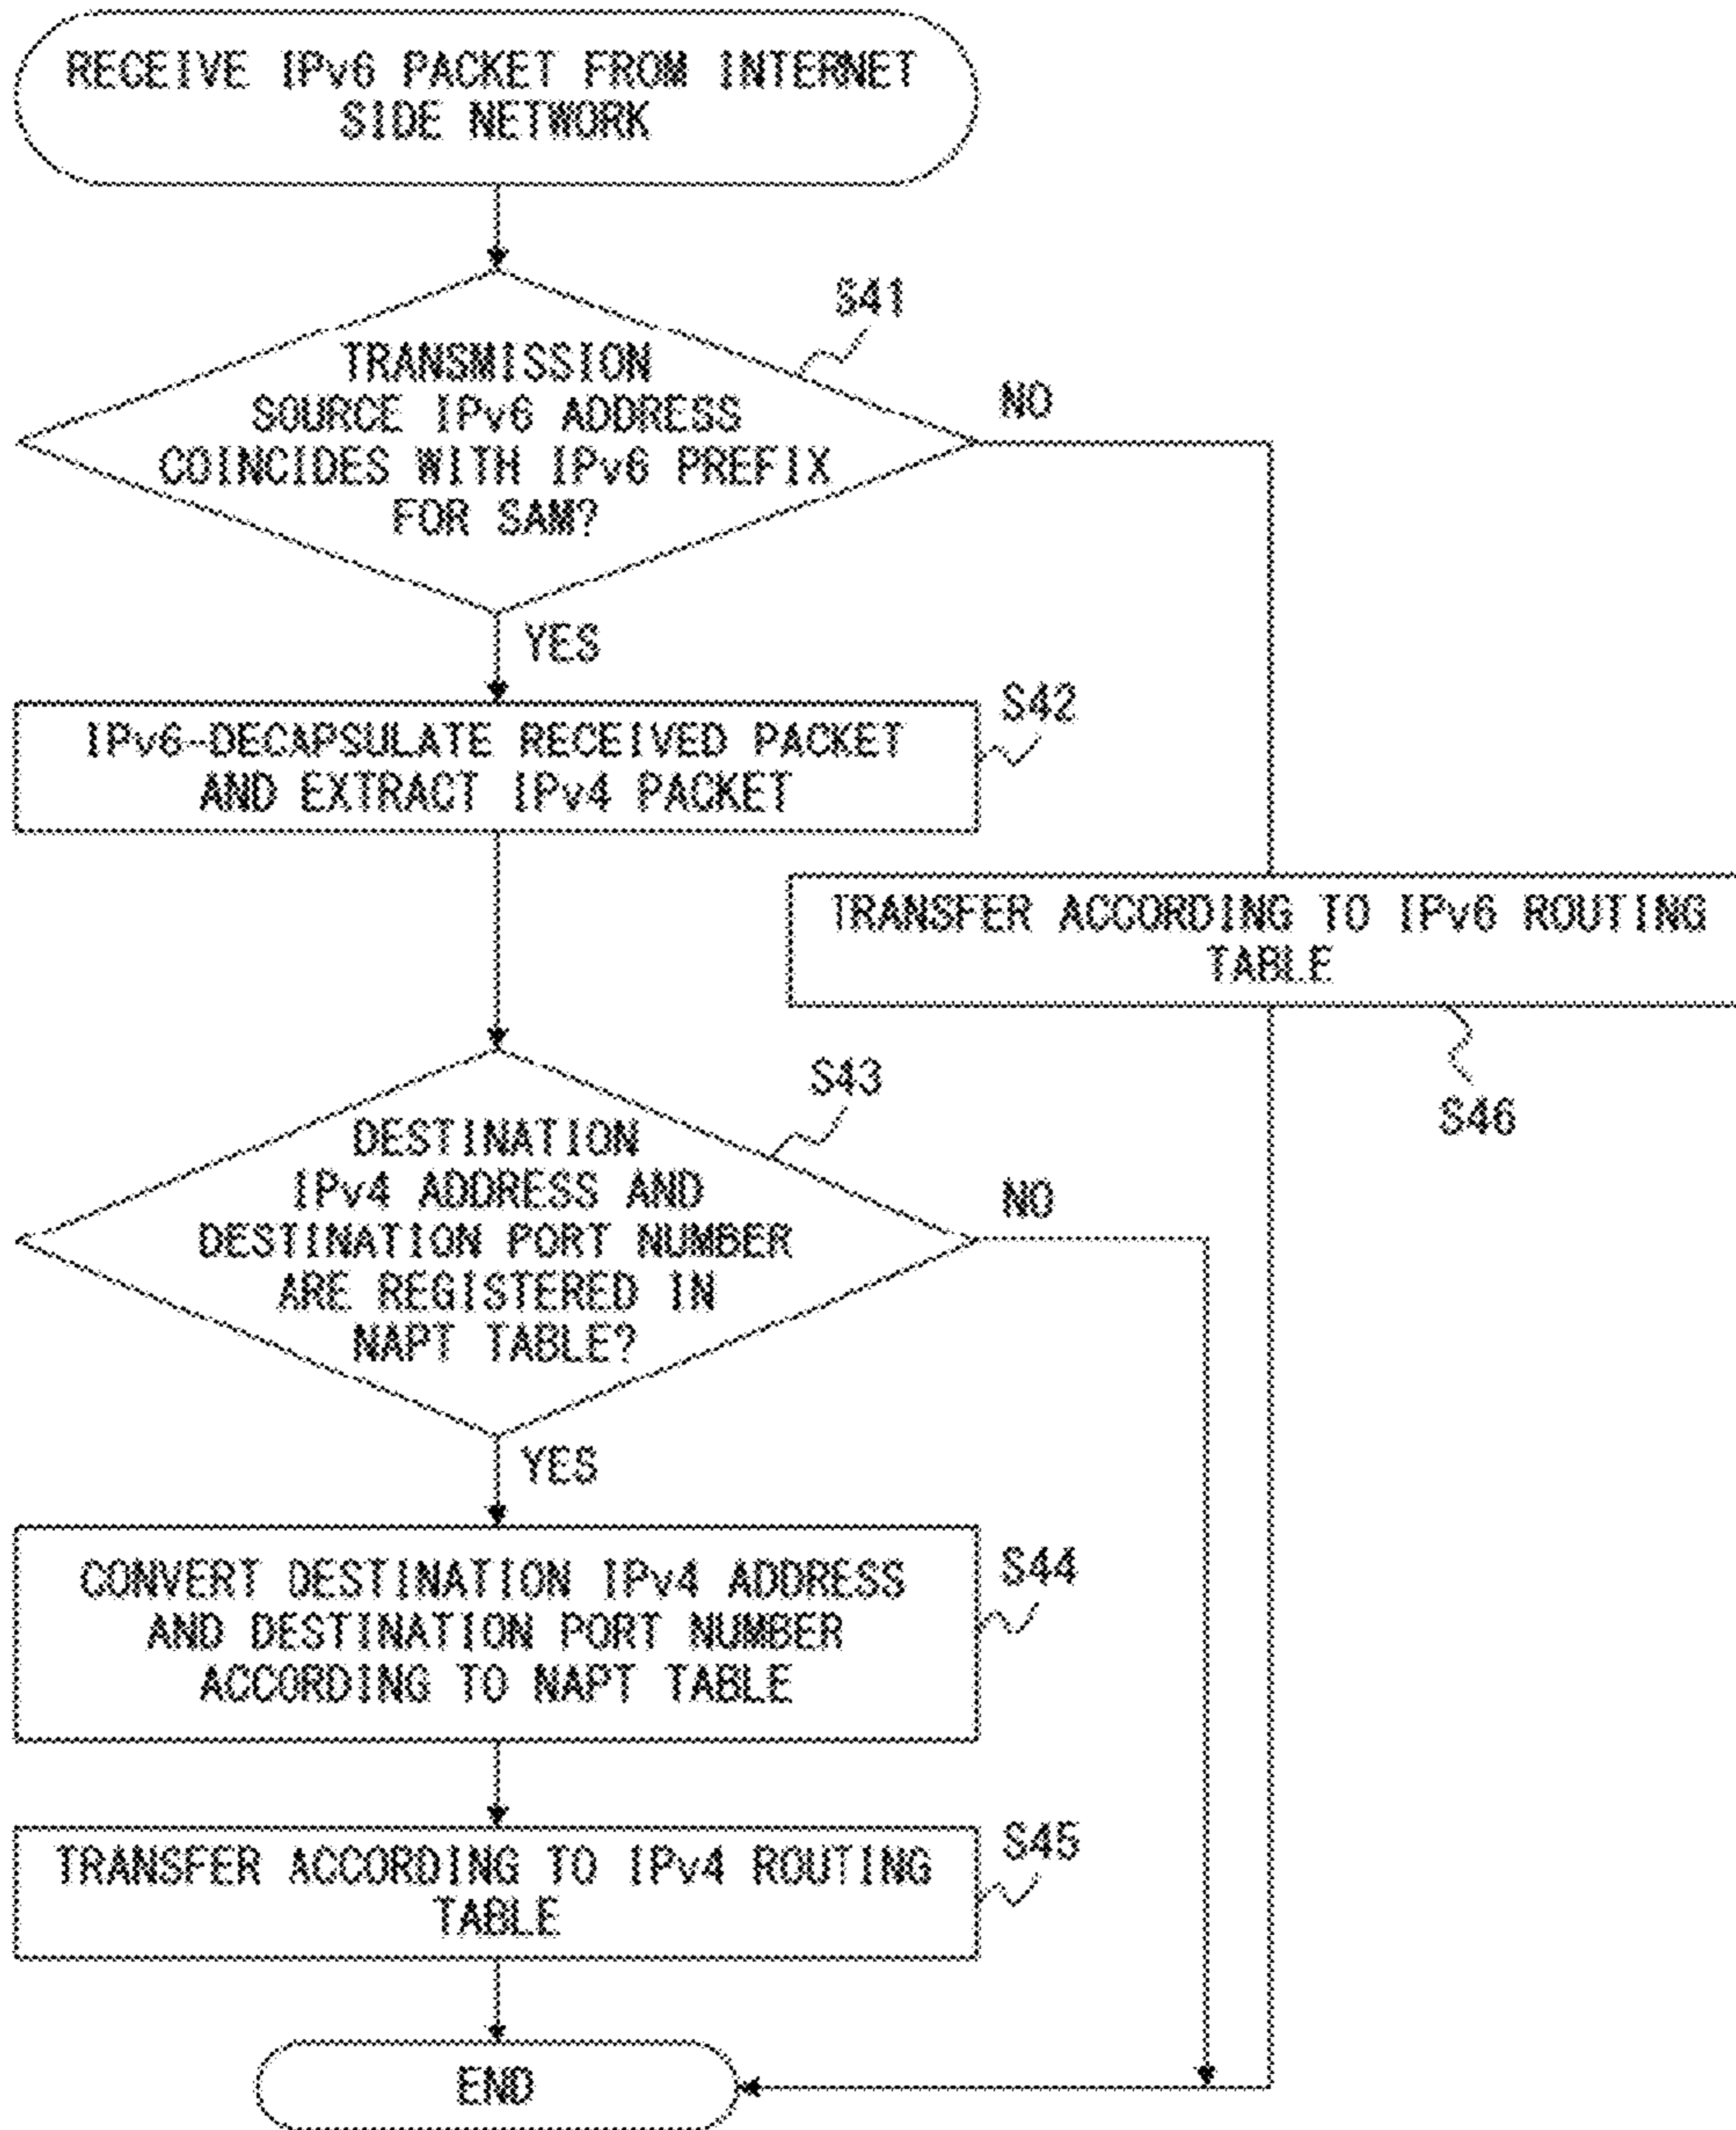 RECEIVE IPv6 PACKET FROM INTERNET
SIDE NETWORK
S41
TRANSMISSION
SOURCE IPv6 ADDRESS
COINCIDES WITH IPv6 PREFIX
FOR SAM?
NO
YES
S42
IPv6-DECAPSULATE RECEIVED PACKET
AND EXTRACT IPv4 PACKET
TRANSFER ACCORDING TO IPv6 ROUTING
TABLE
S46
S43
DESTINATION
IPv4 ADDRESS AND
DESTINATION PORT NUMBER
ARE REGISTERED IN
NAPT TABLE?
NO
YES
S44
CONVERT DESTINATION IPv4 ADDRESS
AND DESTINATION PORT NUMBER
ACCORDING TO NAPT TABLE
S45
TRANSFER ACCORDING TO IPv4 ROUTING
TABLE
END